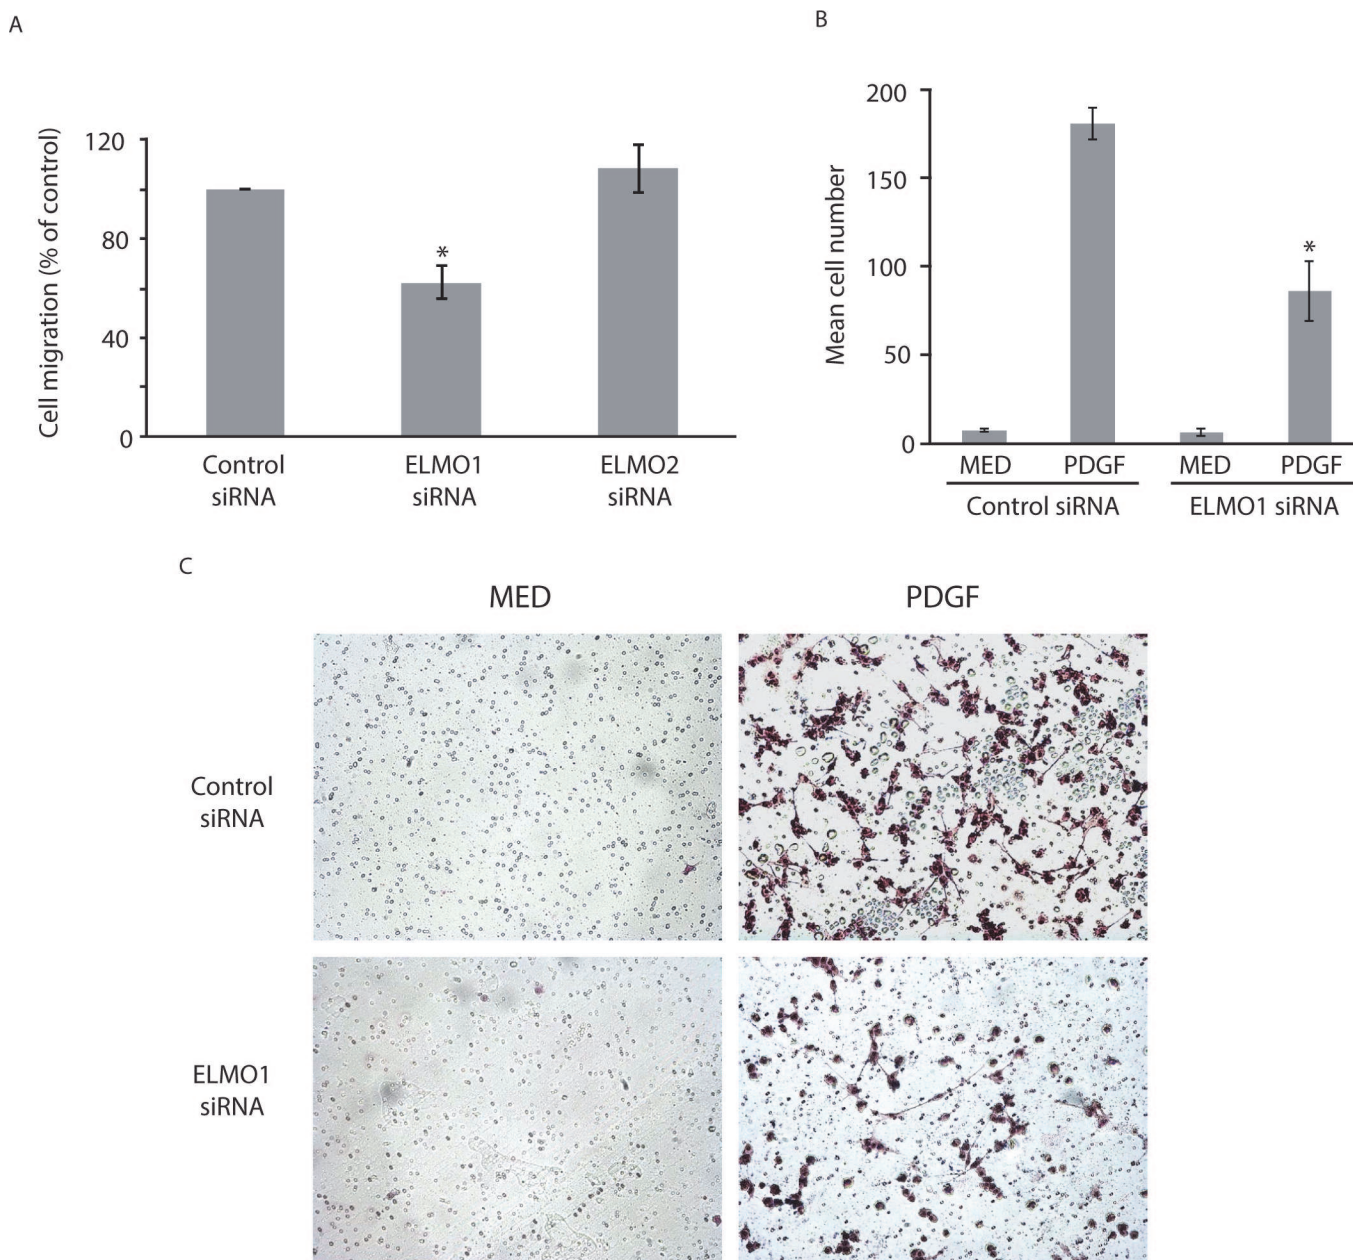 A
B
Cell migration (% of control)
120
80
40
0
*
Control
siRNA
ELMO1
siRNA
ELMO2
siRNA
Mean cell number
200
150
100
50
0
*
MED PDGF MED PDGF
Control siRNA ELMO1 siRNA
C
MED PDGF
Control
siRNA
ELMO1
siRNA